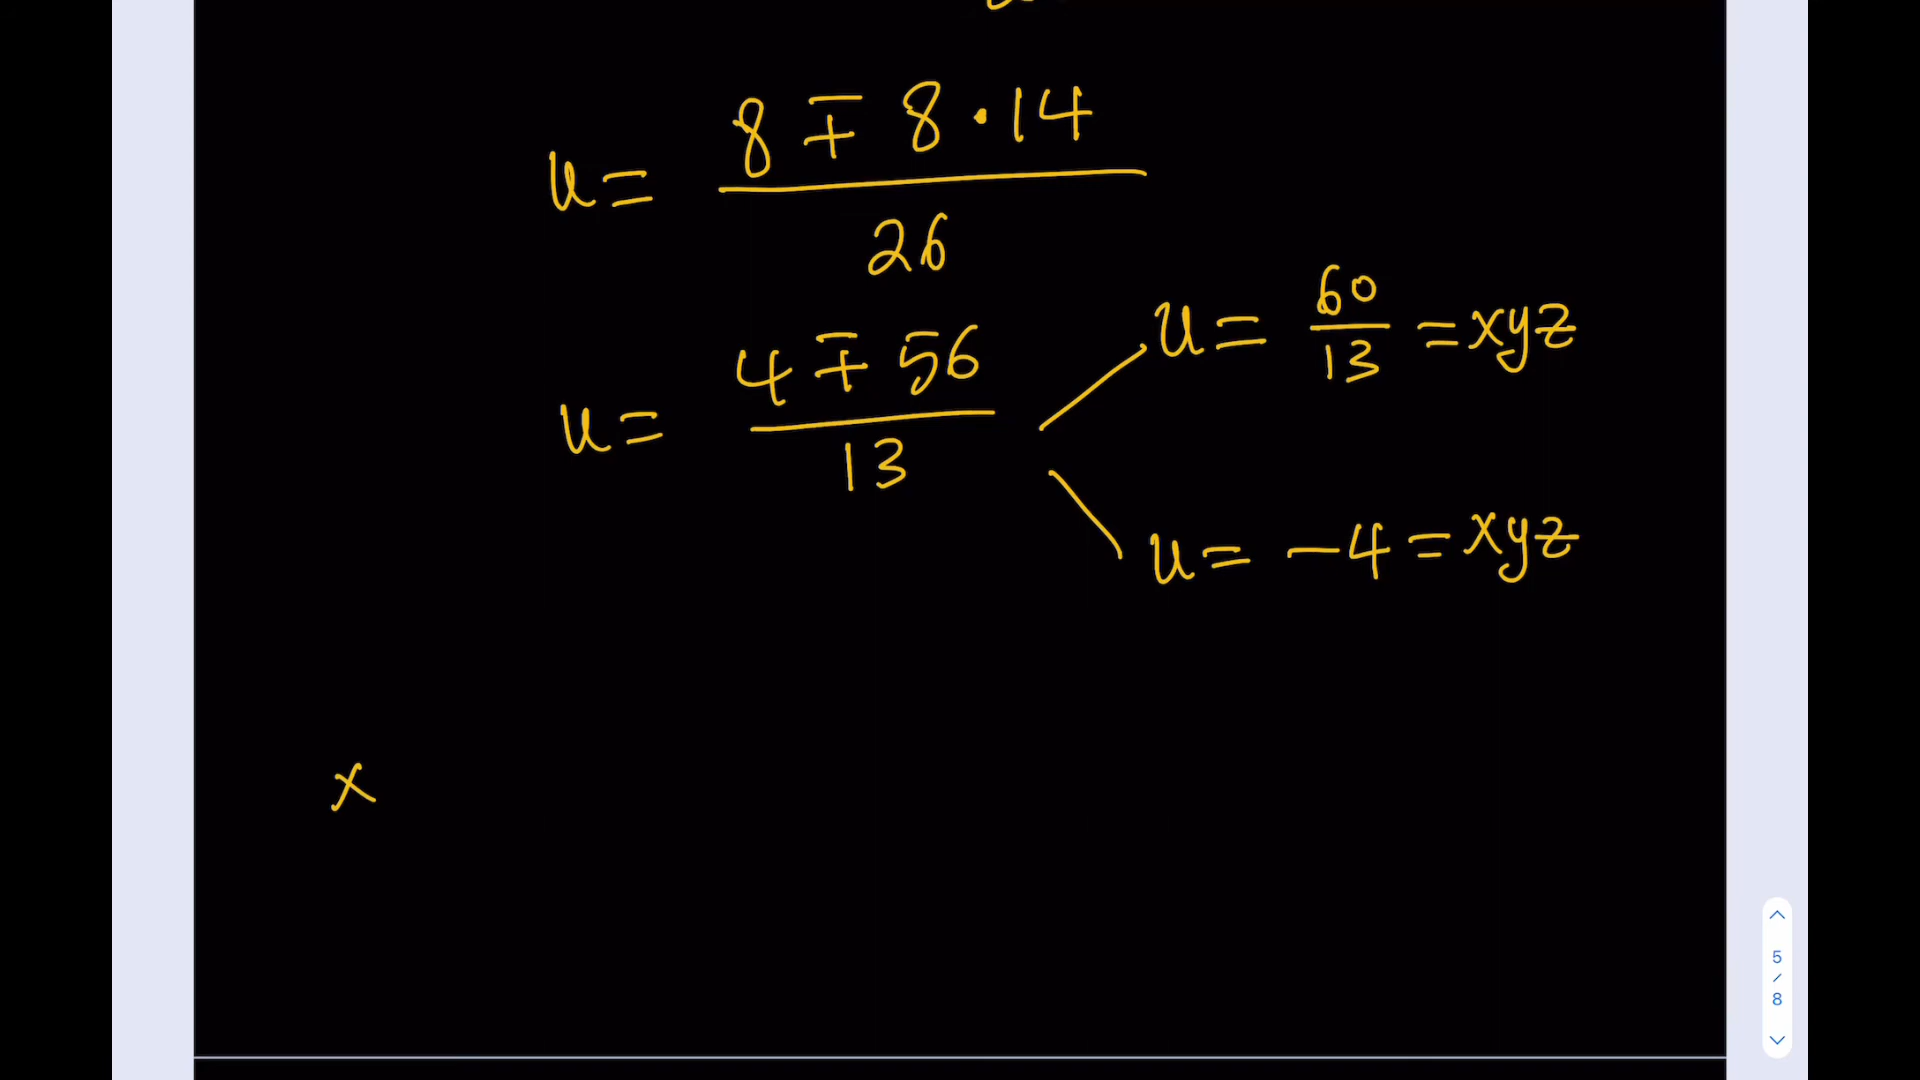 u = 8 ∓ 8 · 14 / 26
u = 4 ∓ 56 / 13
u = 60/13 = xyz
u = -4 = xyz
x
5
/
8